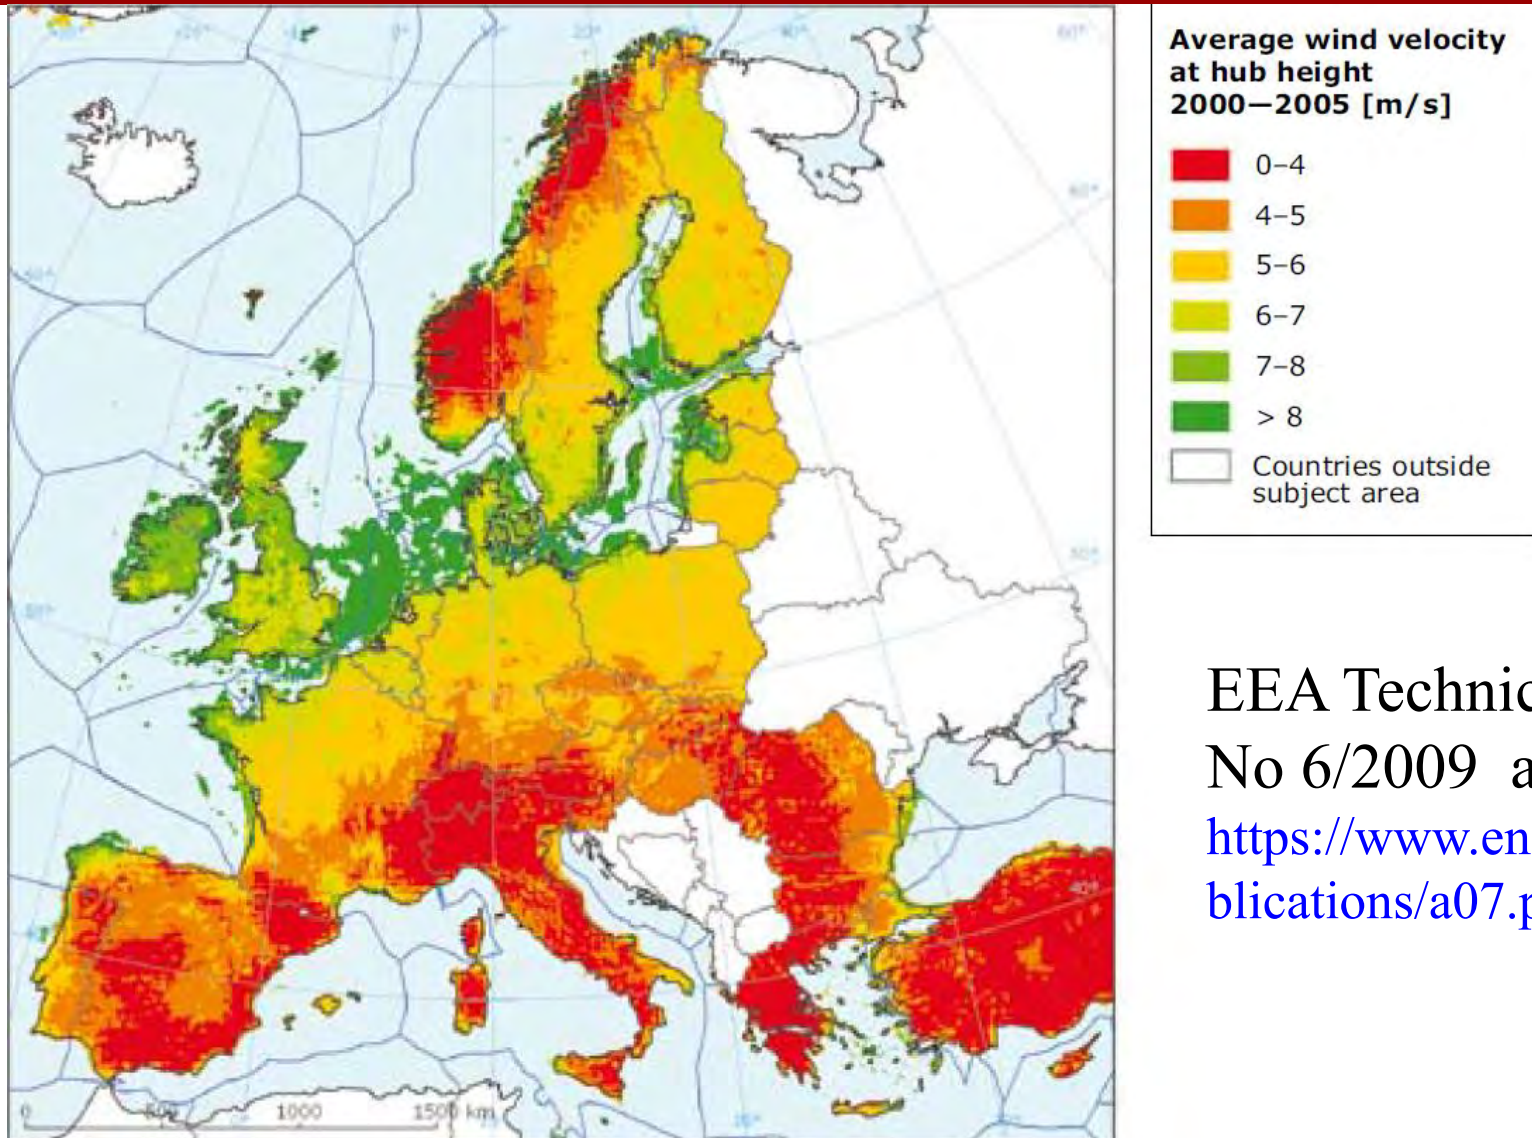 Average wind velocity
at hub height
2000—2005 [m/s]
0–4
4–5
5–6
6–7
7–8
> 8
Countries outside
subject area
EEA Technic
No 6/2009 a
https://www.en
blications/a07.p
0 500 1000 1500 km